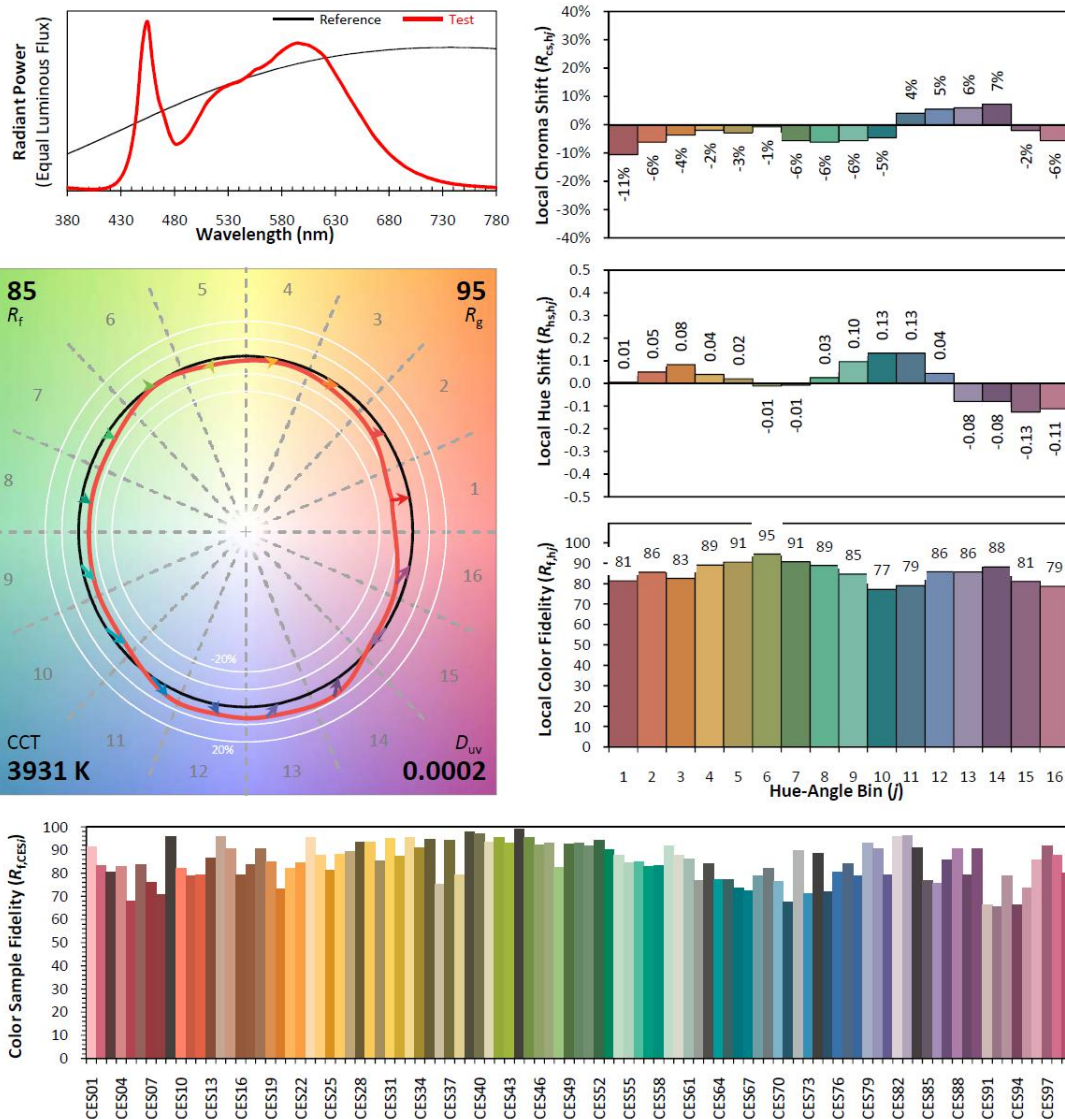 Reference
Test
Radiant Power
(Equal Luminous Flux)
380 430 480 530 580 630 680 730 780
Wavelength (nm)
Local Chroma Shift (Rcs,hj)
40%
30%
20%
10%
0%
-10%
-20%
-30%
-40%
-11% -6% -4% -2% -3% -1% -6% -6% -6% -5% 4% 5% 6% 7% -2% -6%
85
Rf
95
Rg
5 4
6 3
7 2
8 1
9 16
10 15
11 14
12 13
-20%
20%
CCT
3931 K
Duv
0.0002
Local Hue Shift (Rhs,hj)
0.5
0.4
0.3
0.2
0.1
0.0
-0.1
-0.2
-0.3
-0.4
-0.5
0.01 0.05 0.08 0.04 0.02 -0.01 -0.01 0.03 0.10 0.13 0.13 0.04 -0.08 -0.08 -0.13 -0.11
Local Color Fidelity (Rf,hj)
100
90
80
70
60
50
40
30
20
10
0
81 86 83 89 91 95 91 89 85 77 79 86 86 88 81 79
1 2 3 4 5 6 7 8 9 10 11 12 13 14 15 16
Hue-Angle Bin (j)
Color Sample Fidelity (Rf,CESi)
100
90
80
70
60
50
40
30
20
10
0
CES01 CES04 CES07 CES10 CES13 CES16 CES19 CES22 CES25 CES28 CES31 CES34 CES37 CES40 CES43 CES46 CES49 CES52 CES55 CES58 CES61 CES64 CES67 CES70 CES73 CES76 CES79 CES82 CES85 CES88 CES91 CES94 CES97